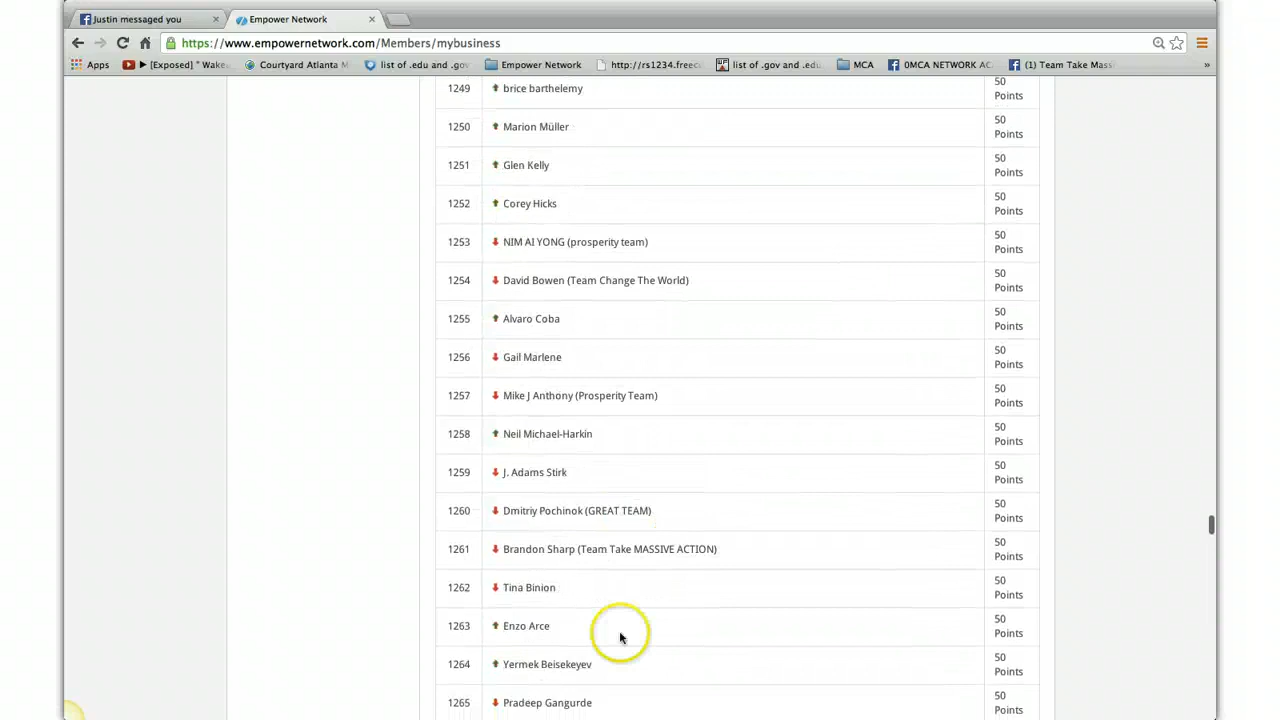 Justin messaged you
Empower Network
https://www.empowernetwork.com/Members/mybusiness
Apps
[Exposed] " Wake
Courtyard Atlanta M
list of .edu and .gov
Empower Network
http://rs1234.freec
list of .gov and .edu
MCA
0MCA NETWORK AC
(1) Team Take Mass
»
1249 brice barthelemy 50
Points
1250 Marion Müller 50
Points
1251 Glen Kelly 50
Points
1252 Corey Hicks 50
Points
1253 NIM AI YONG (prosperity team) 50
Points
1254 David Bowen (Team Change The World) 50
Points
1255 Alvaro Coba 50
Points
1256 Gail Marlene 50
Points
1257 Mike J Anthony (Prosperity Team) 50
Points
1258 Neil Michael-Harkin 50
Points
1259 J. Adams Stirk 50
Points
1260 Dmitriy Pochinok (GREAT TEAM) 50
Points
1261 Brandon Sharp (Team Take MASSIVE ACTION) 50
Points
1262 Tina Binion 50
Points
1263 Enzo Arce 50
Points
1264 Yermek Beisekeyev 50
Points
1265 Pradeep Gangurde 50
Points